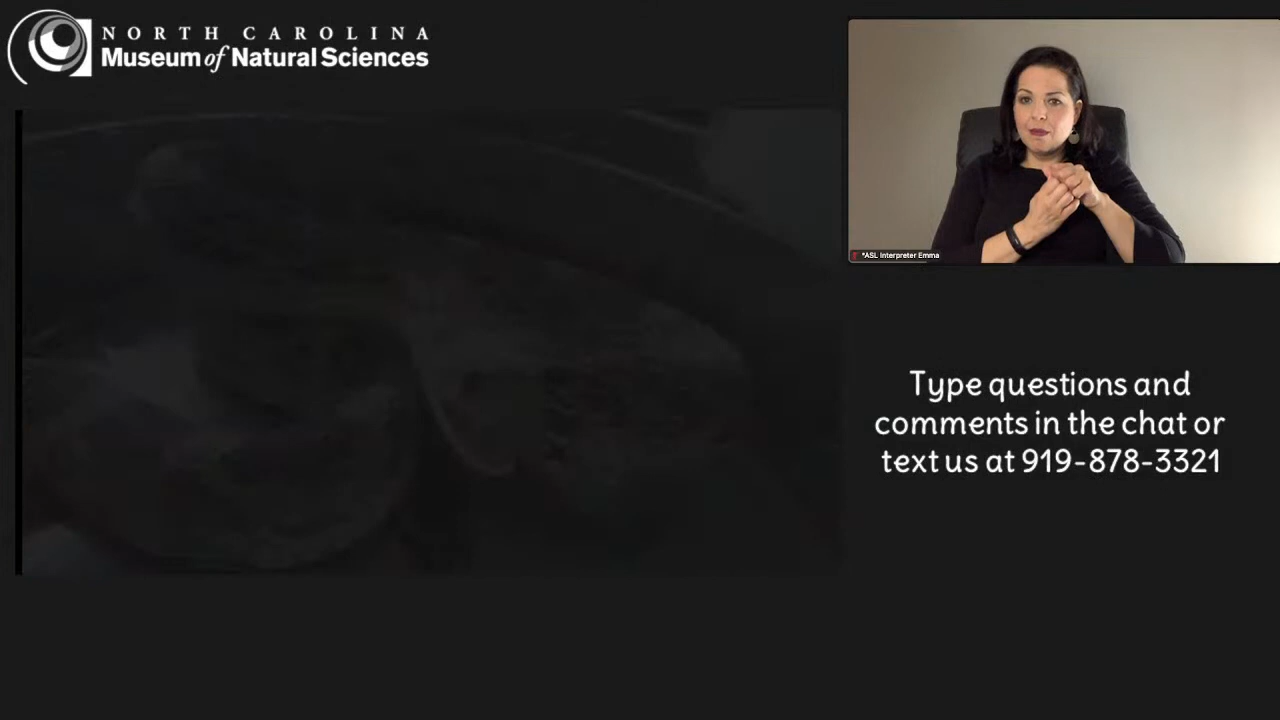 NORTH CAROLINA
Museum of Natural Sciences
*ASL Interpreter Emma
Type questions and
comments in the chat or
text us at 919-878-3321